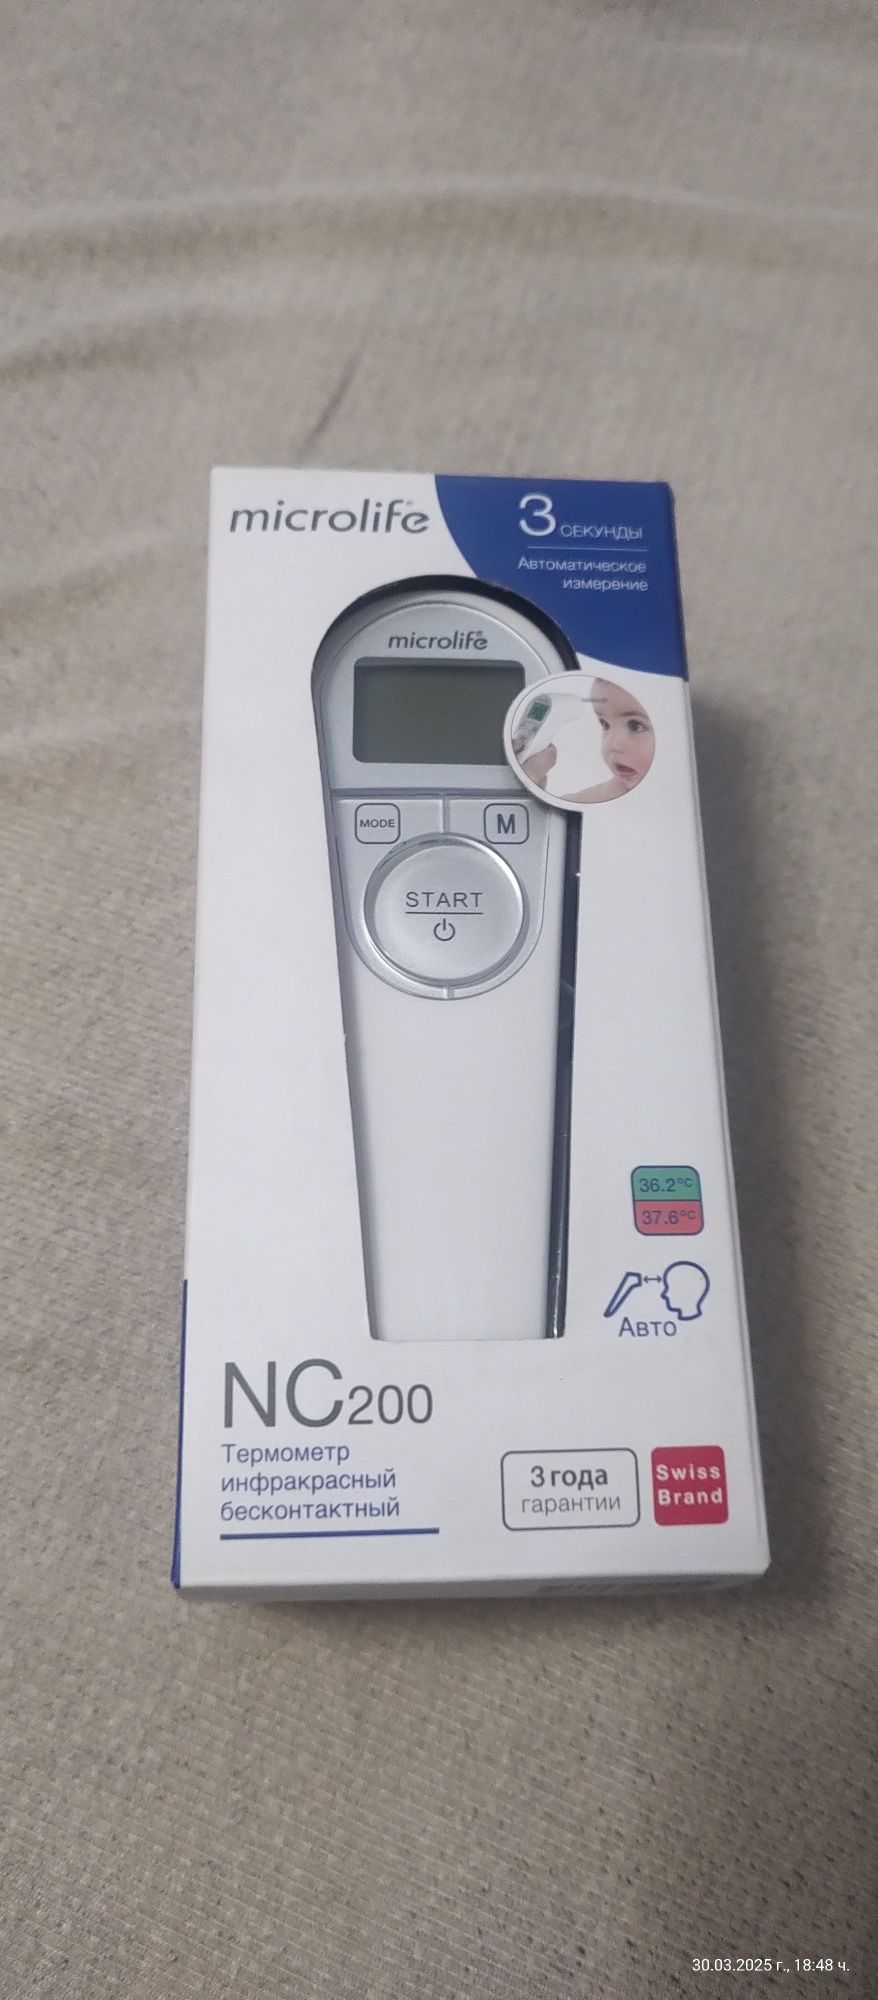 microlife
3 СЕКУНДЫ
Автоматическое
измерение
microlife
MODE
M
START
36.2°C
37.6°C
Авто
NC200
Термометр
инфракрасный
бесконтактный
3 года
гарантии
Swiss
Brand
30.03.2025 г., 18:48 ч.